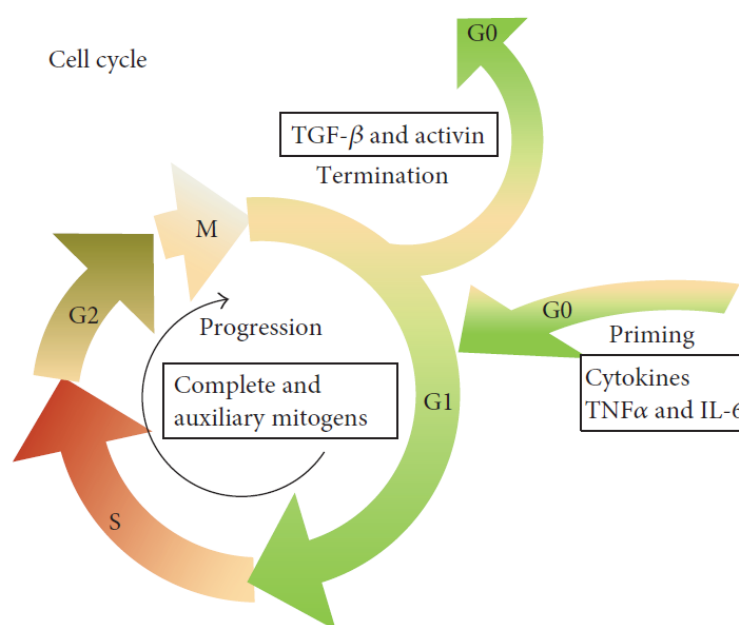 Cell cycle
G0
TGF-β and activin
Termination
M
G2
Progression
G0
Priming
Complete and
auxiliary mitogens
G1
Cytokines
TNFα and IL-6
S